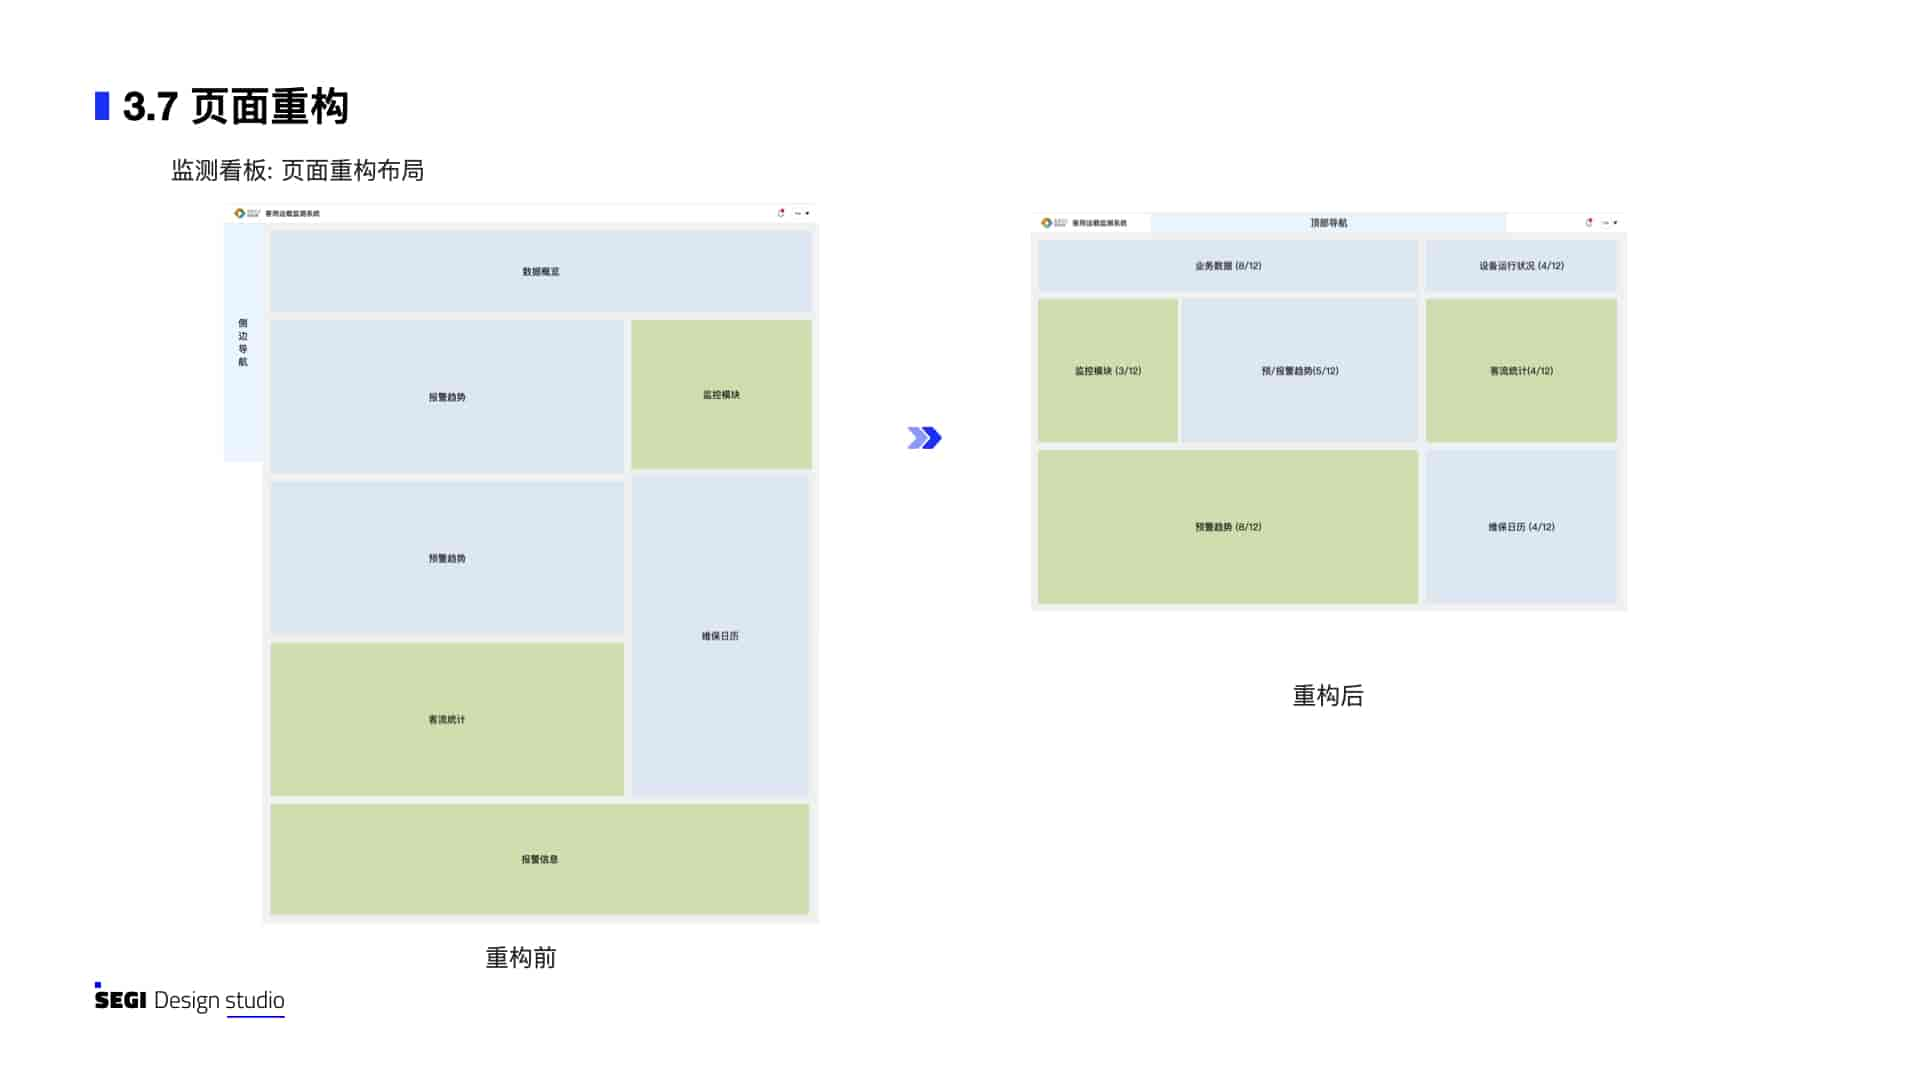 3.7 页面重构
监测看板: 页面重构布局
侧边导航
数据概览
报警趋势
监控模块
预警趋势
维保日历
客流统计
报警信息
重构前
顶部导航
业务数据 (8/12)
设备运行状况 (4/12)
监控模块 (3/12)
预/报警趋势(5/12)
客流统计(4/12)
预警趋势 (8/12)
维保日历 (4/12)
重构后
SEGI Design studio